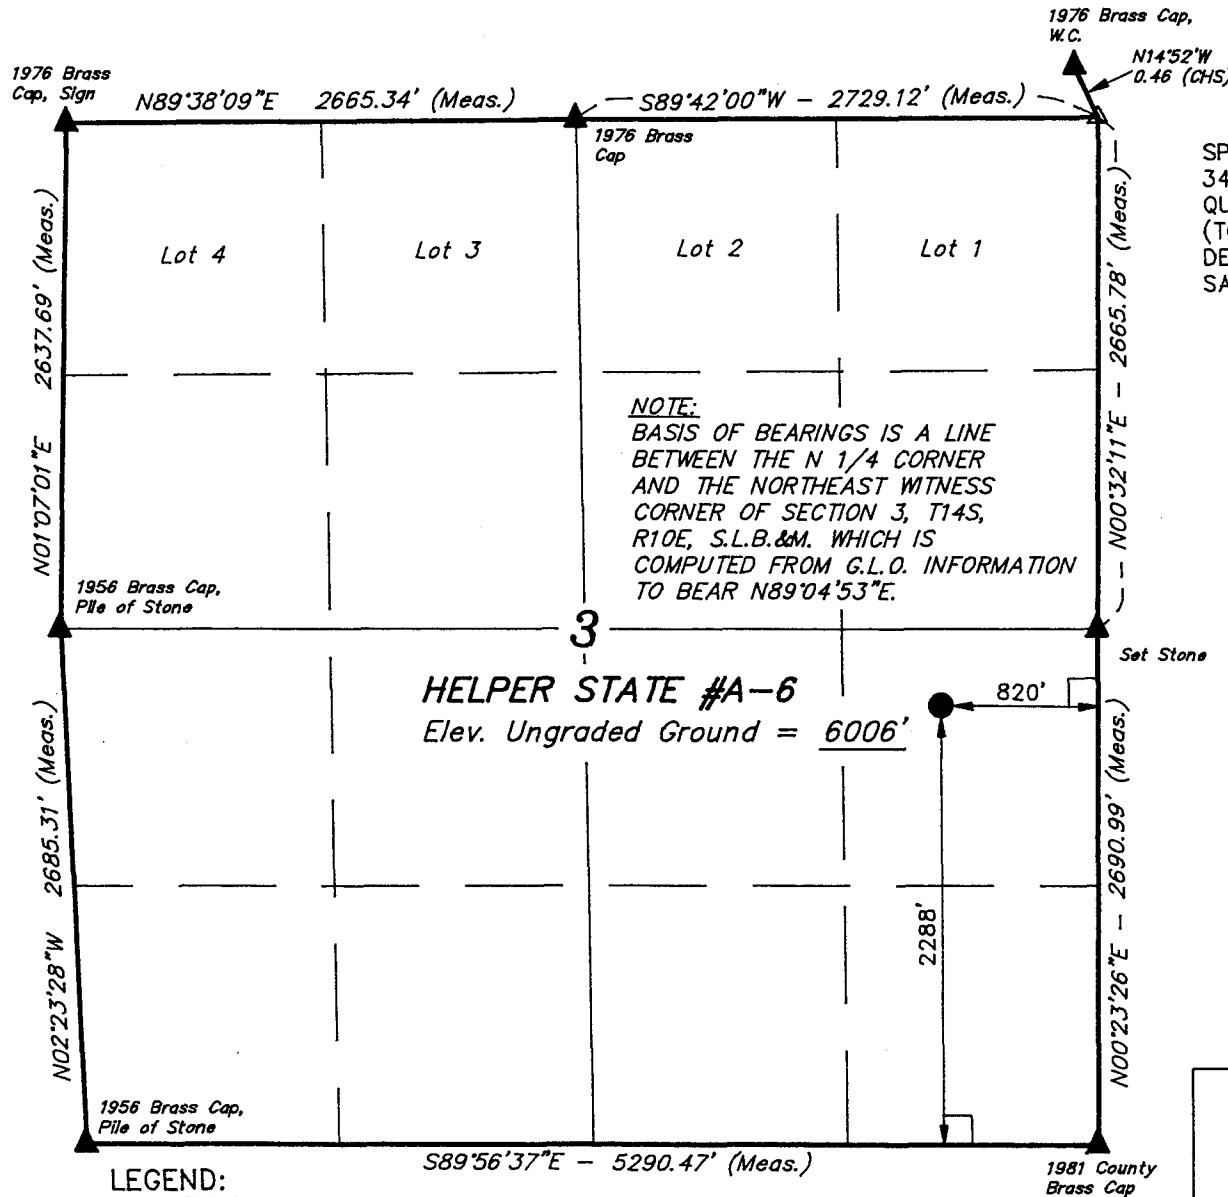 1976 Brass Cap,
W.C.
N14°52'W
0.46 (CHS)
1976 Brass
Cap, Sign
N89°38'09"E 2665.34' (Meas.)
S89°42'00"W - 2729.12' (Meas.)
1976 Brass
Cap
SP
34
QU
(TO
DE
SA
Lot 4
Lot 3
Lot 2
Lot 1
N01°07'01"E 2637.69' (Meas.)
N00°32'11"E - 2665.78' (Meas.)
NOTE:
BASIS OF BEARINGS IS A LINE
BETWEEN THE N 1/4 CORNER
AND THE NORTHEAST WITNESS
CORNER OF SECTION 3, T14S,
R10E, S.L.B.&M. WHICH IS
COMPUTED FROM G.L.O. INFORMATION
TO BEAR N89°04'53"E.
1956 Brass Cap,
Pile of Stone
3
Set Stone
HELPER STATE #A-6
Elev. Ungraded Ground = 6006'
820'
2288'
N02°23'28"W 2685.31' (Meas.)
N00°23'26"E - 2690.99' (Meas.)
1956 Brass Cap,
Pile of Stone
S89°56'37"E - 5290.47' (Meas.)
1981 County
Brass Cap
LEGEND: